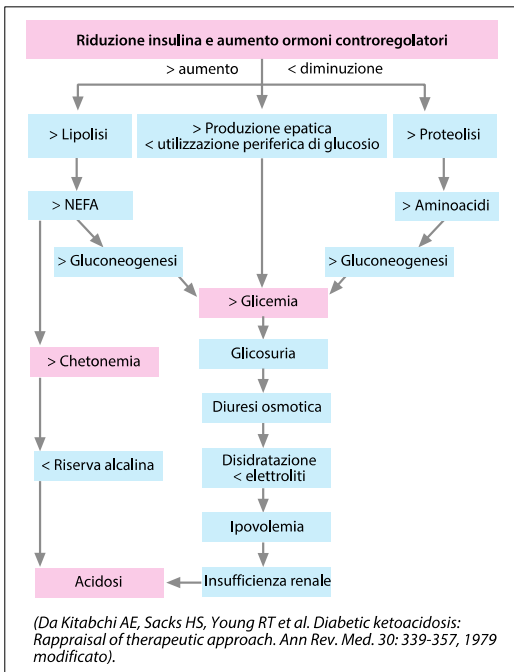 Riduzione insulina e aumento ormoni controregolatori
> aumento < diminuzione
> Lipolisi
> Produzione epatica
< utilizzazione periferica di glucosio
> Proteolisi
> NEFA
> Aminoacidi
> Gluconeogenesi
> Gluconeogenesi
> Glicemia
> Chetonemia
Glicosuria
Diuresi osmotica
< Riserva alcalina
Disidratazione
< elettroliti
Ipovolemia
Acidosi
Insufficienza renale
(Da Kitabchi AE, Sacks HS, Young RT et al. Diabetic ketoacidosis:
Rappraisal of therapeutic approach. Ann Rev. Med. 30: 339-357, 1979
modificato).